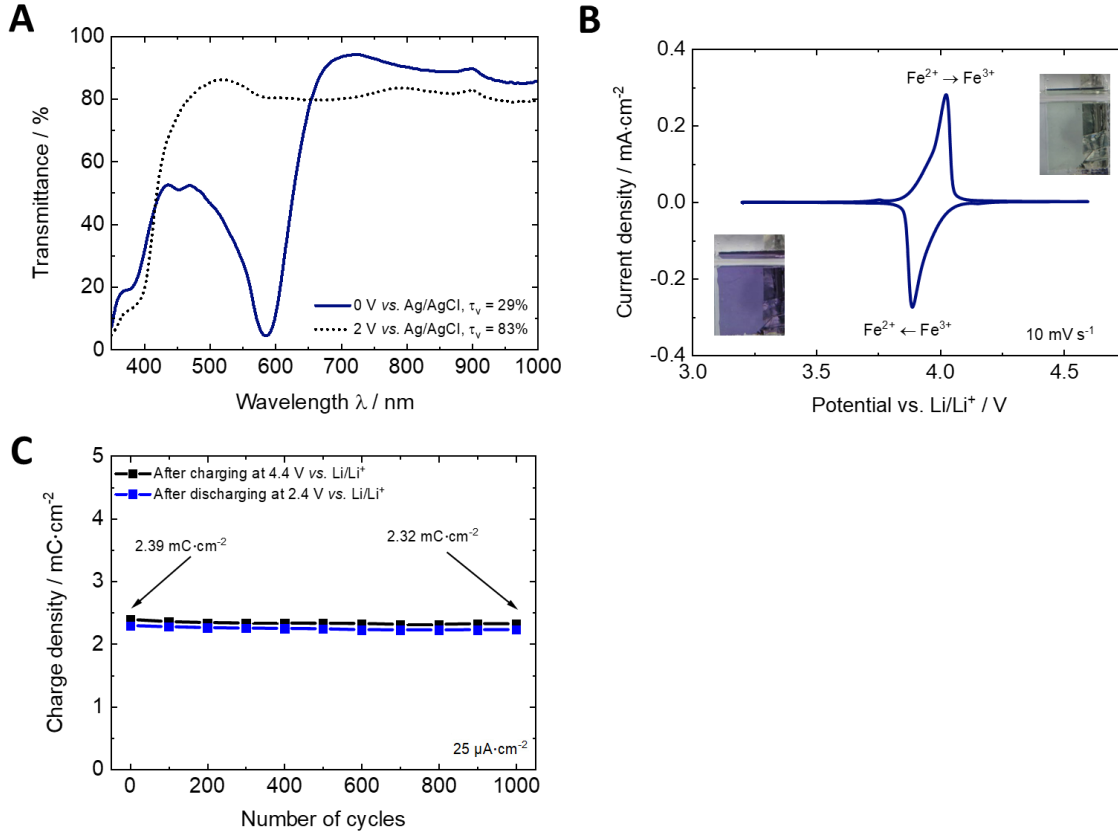 A
Transmittance / %
100
80
60
40
20
0
0 V vs. Ag/AgCl, τv = 29%
2 V vs. Ag/AgCl, τv = 83%
400 500 600 700 800 900 1000
Wavelength λ / nm
B
Current density / mA·cm⁻²
0.4
0.2
0.0
-0.2
-0.4
Fe²⁺ → Fe³⁺
Fe²⁺ ← Fe³⁺
10 mV s⁻¹
3.0 3.5 4.0 4.5
Potential vs. Li/Li⁺ / V
C
Charge density / mC·cm⁻²
5
4
3
2
1
0
After charging at 4.4 V vs. Li/Li⁺
After discharging at 2.4 V vs. Li/Li⁺
2.39 mC·cm⁻²
2.32 mC·cm⁻²
25 µA·cm⁻²
0 200 400 600 800 1000
Number of cycles